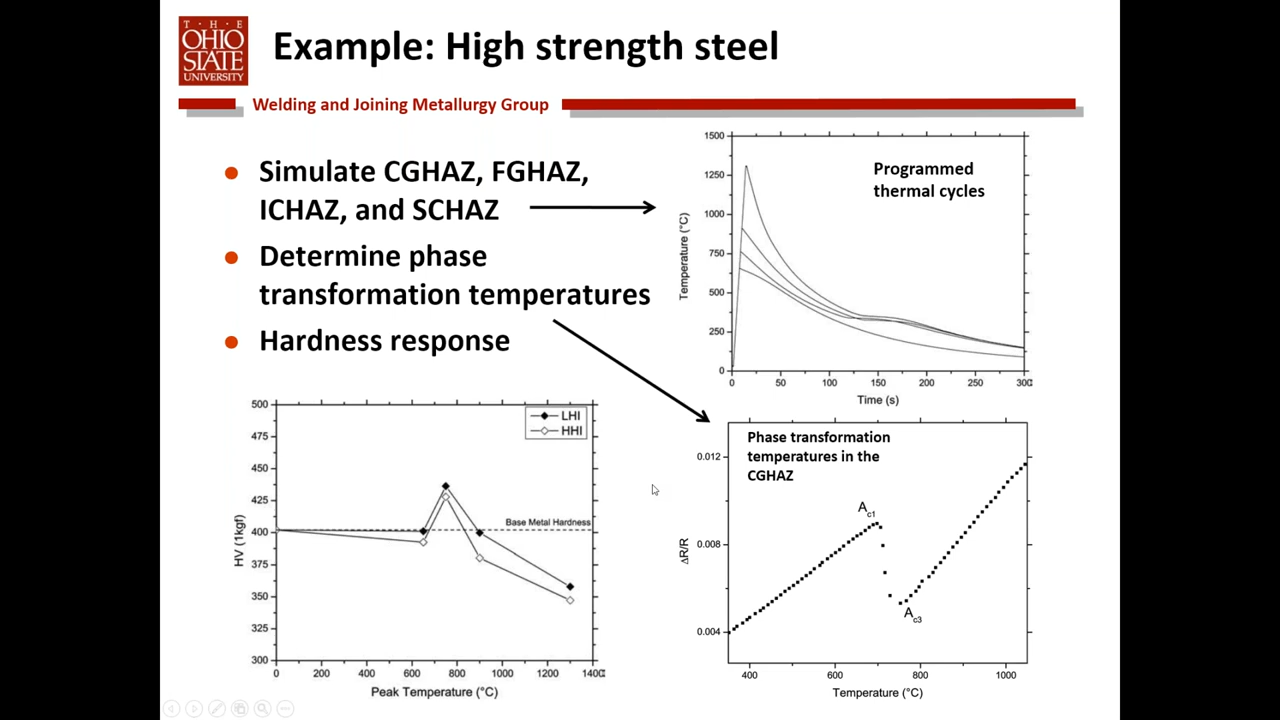 THE
OHIO
STATE
UNIVERSITY
Example: High strength steel
Welding and Joining Metallurgy Group
Simulate CGHAZ, FGHAZ,
ICHAZ, and SCHAZ
Determine phase
transformation temperatures
Hardness response
1500
1250
1000
750
500
250
0
Temperature (°C)
Programmed
thermal cycles
0 50 100 150 200 250 300
Time (s)
500
475
450
425
400
375
350
325
300
HV (1kgf)
LHI
HHI
Base Metal Hardness
0 200 400 600 800 1000 1200 1400
Peak Temperature (°C)
Phase transformation
temperatures in the
CGHAZ
0.012
0.008
0.004
ΔR/R
Ac1
Ac3
400 600 800 1000
Temperature (°C)